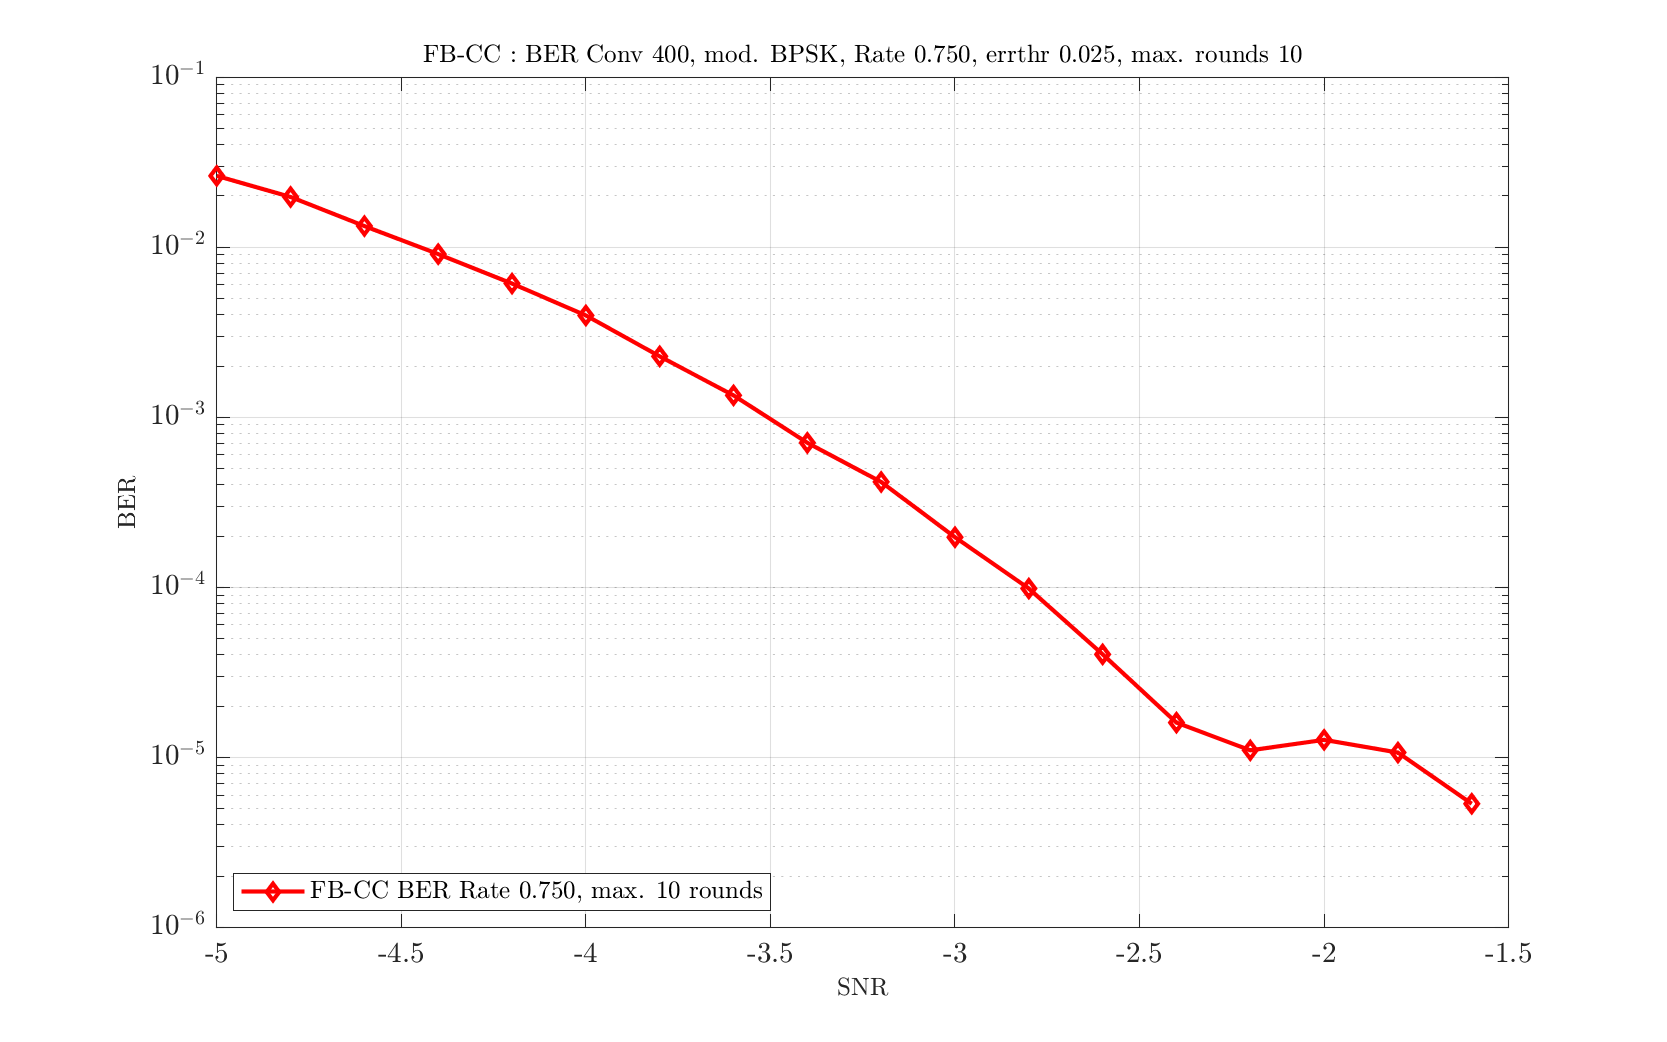 FB-CC : BER Conv 400, mod. BPSK, Rate 0.750, errthr 0.025, max. rounds 10
10⁻¹
10⁻²
10⁻³
10⁻⁴
10⁻⁵
10⁻⁶
BER
FB-CC BER Rate 0.750, max. 10 rounds
-5 -4.5 -4 -3.5 -3 -2.5 -2 -1.5
SNR